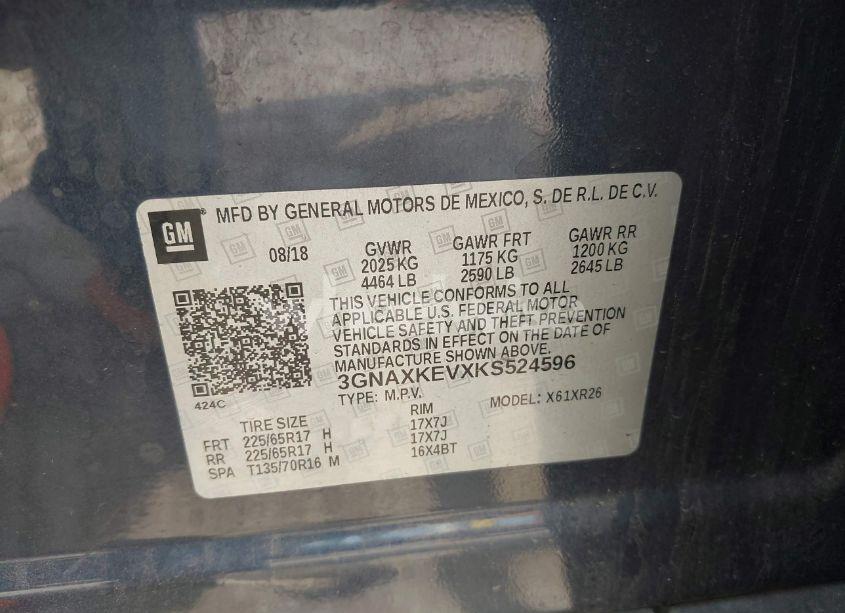 GM
MFD BY GENERAL MOTORS DE MEXICO, S. DE R.L. DE C.V.
08/18 GVWR GAWR FRT GAWR RR
2025 KG 1175 KG 1200 KG
4464 LB 2590 LB 2645 LB
THIS VEHICLE CONFORMS TO ALL
APPLICABLE U.S. FEDERAL MOTOR
VEHICLE SAFETY AND THEFT PREVENTION
STANDARDS IN EFFECT ON THE DATE OF
MANUFACTURE SHOWN ABOVE.
3GNAXKEVXKS524596
424C TYPE: M.P.V. MODEL: X61XR26
TIRE SIZE RIM
FRT 225/65R17 H 17X7J
RR 225/65R17 H 17X7J
SPA T135/70R16 M 16X4BT